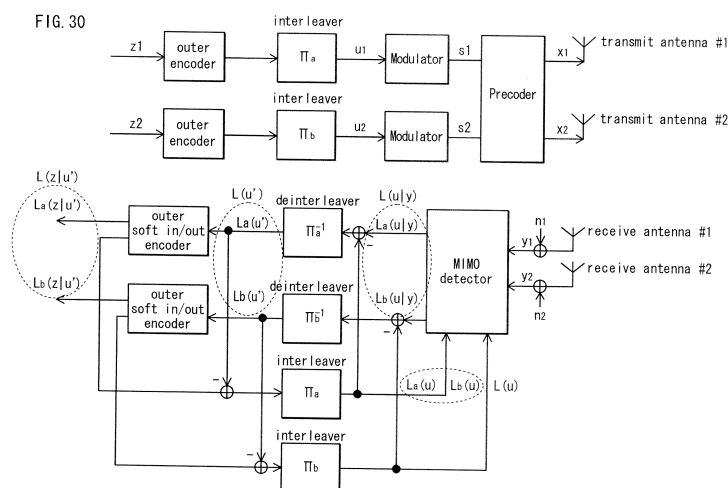 FIG. 30
z1
outer
encoder
interleaver
Πa
u1
Modulator
s1
Precoder
x1
transmit antenna #1
z2
outer
encoder
interleaver
Πb
u2
Modulator
s2
x2
transmit antenna #2
L(z|u')
La(z|u')
Lb(z|u')
outer
soft in/out
encoder
outer
soft in/out
encoder
L(u')
La(u')
Lb(u')
deinterleaver
Πa⁻¹
deinterleaver
Πb⁻¹
L(u|y)
La(u|y)
−
Lb(u|y)
−
MIMO
detector
n1
y1
receive antenna #1
y2
n2
receive antenna #2
−
interleaver
Πa
La(u)
Lb(u)
L(u)
−
interleaver
Πb